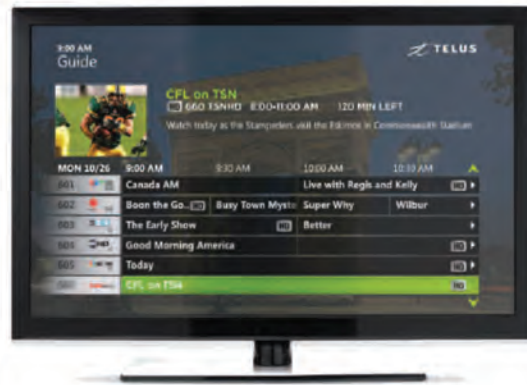 9:00 AM
Guide
TELUS
CFL on TSN
HD 660 TSNHD 8:00-11:00 AM 120 MIN LEFT
Watch today as the Stampeders visit the Eskimos in Commonwealth Stadium
MON 10/26 9:00 AM 9:30 AM 10:00 AM 10:30 AM
601 Canada AM Live with Regis and Kelly HD
602 Boon the Go... HD Busy Town Myste Super Why Wilbur
603 The Early Show HD Better
604 Good Morning America HD
605 Today HD
CFL on TSN HD